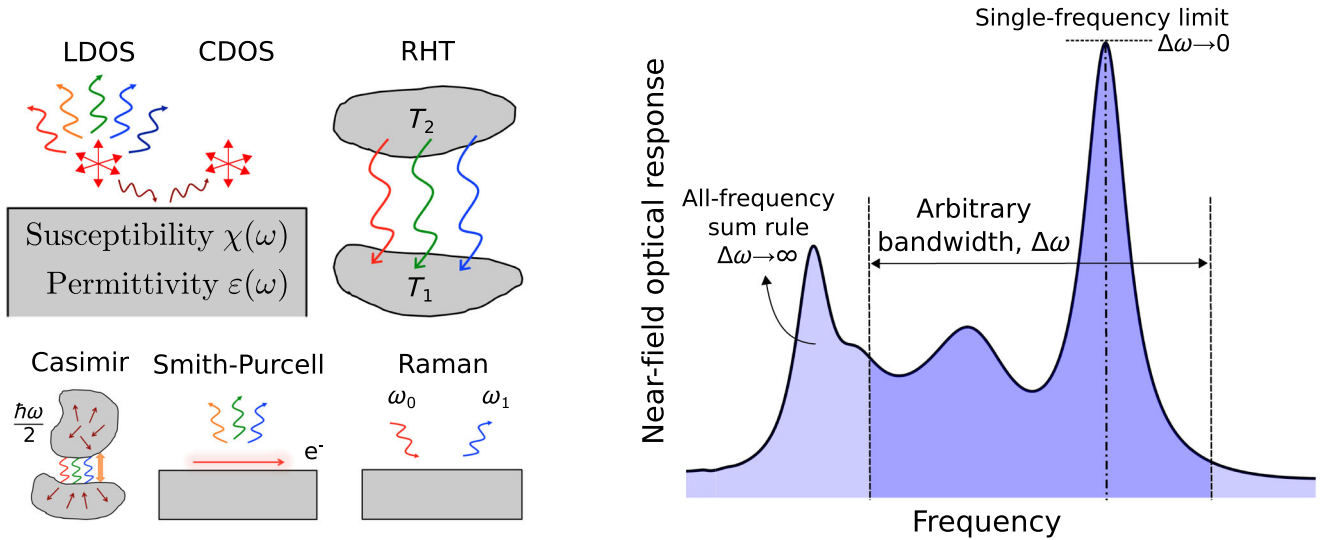 LDOS
CDOS
RHT
T₂
T₁
Susceptibility χ(ω)
Permittivity ε(ω)
Casimir
ħω
2
Smith-Purcell
e⁻
Raman
ω₀
ω₁
Near-field optical response
Single-frequency limit
Δω→0
All-frequency
sum rule
Δω→∞
Arbitrary
bandwidth, Δω
Frequency